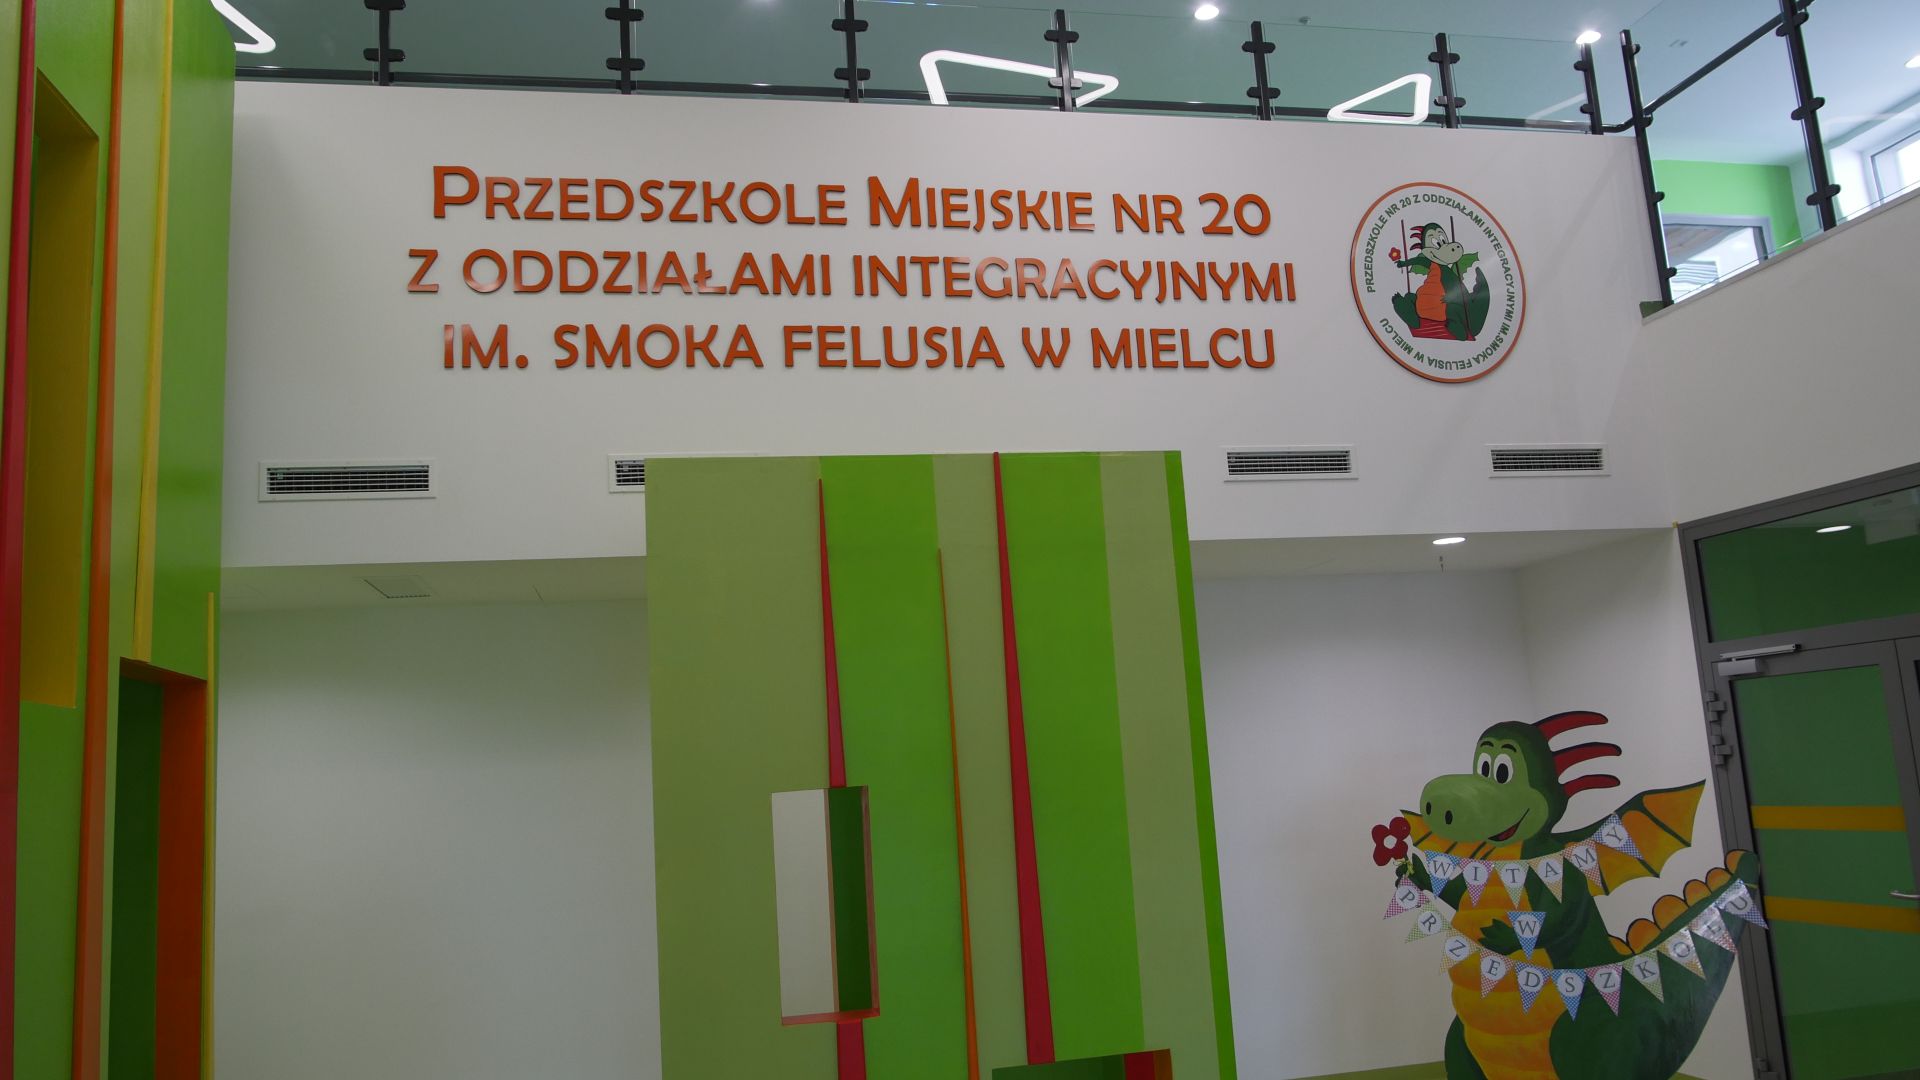 PRZEDSZKOLE MIEJSKIE NR 20
Z ODDZIAŁAMI INTEGRACYJNYMI
IM. SMOKA FELUSIA W MIELCU
PRZEDSZKOLE NR 20 Z ODDZIAŁAMI INTEGRACYJNYMI IM. SMOKA FELUSIA W MIELCU
WITAMY
W
PRZEDSZKOLU